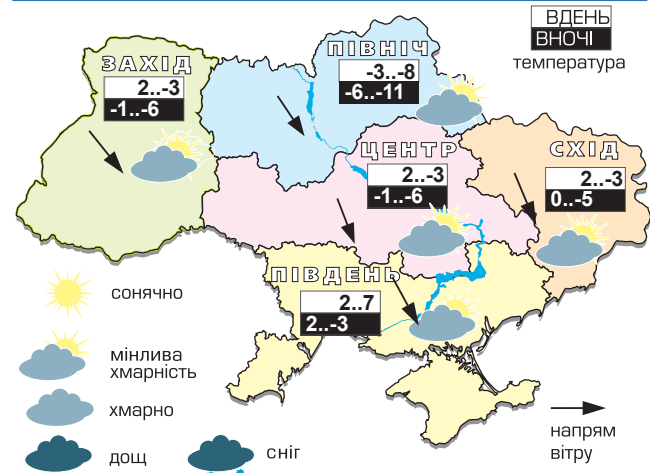 ВДЕНЬ
ВНОЧІ
температура
ЗАХІД
2..-3
-1..-6
ПІВНІЧ
-3..-8
-6..-11
ЦЕНТР
2..-3
-1..-6
СХІД
2..-3
0..-5
ПІВДЕНЬ
2..7
2..-3
сонячно
мінлива
хмарність
хмарно
дощ
сніг
напрям
вітру